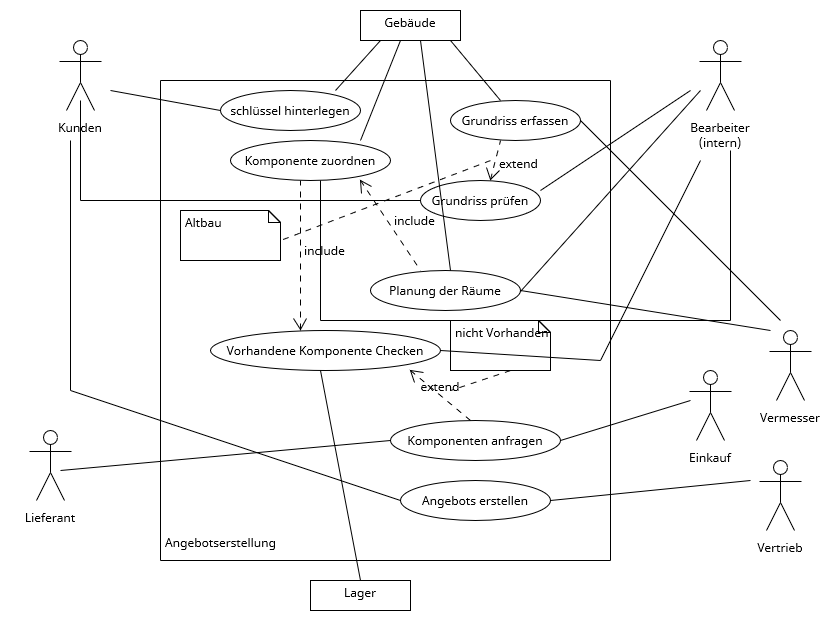 Gebäude
Kunden
schlüssel hinterlegen
Grundriss erfassen
Bearbeiter
(intern)
Komponente zuordnen
extend
Grundriss prüfen
Altbau
include
include
Planung der Räume
nicht Vorhanden
Vorhandene Komponente Checken
extend
Vermesser
Komponenten anfragen
Einkauf
Angebots erstellen
Lieferant
Angebotserstellung
Vertrieb
Lager